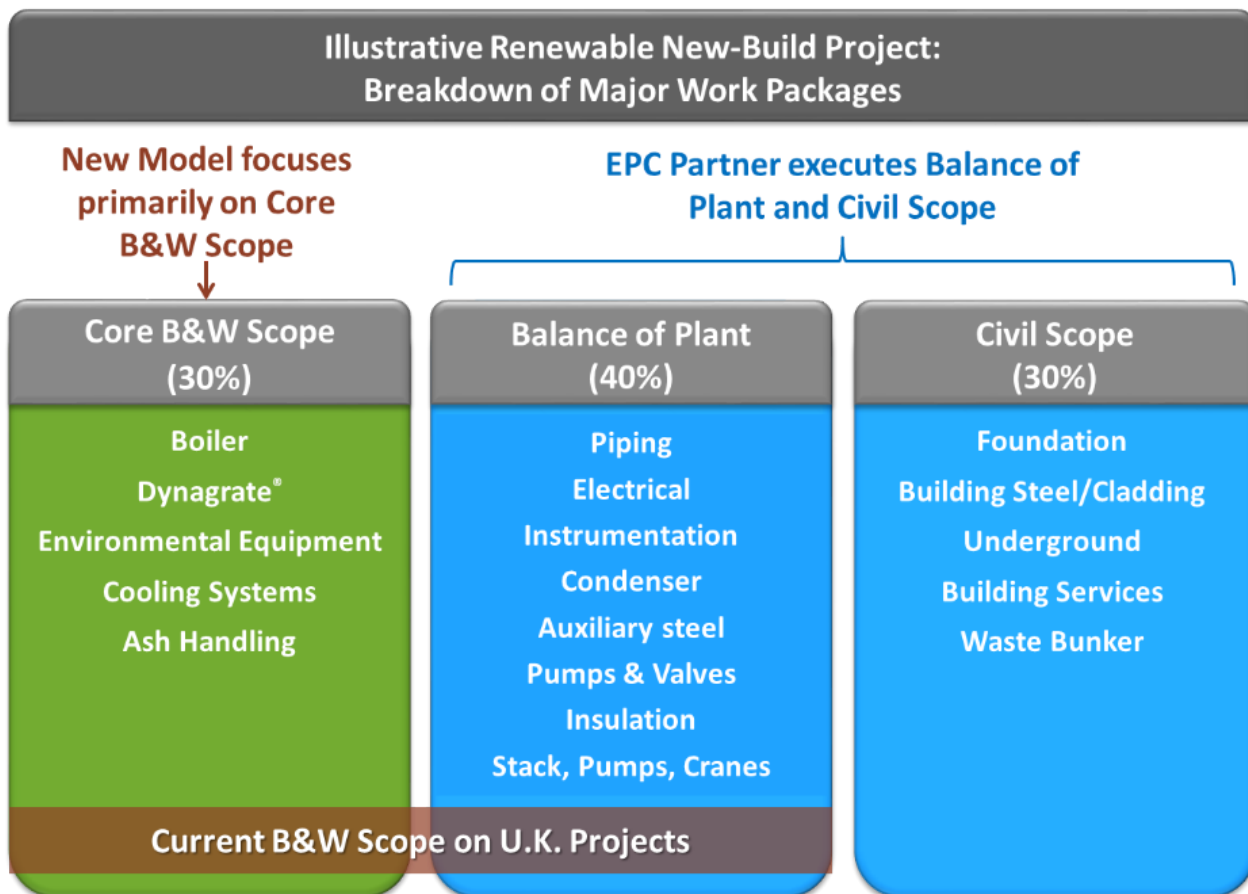 Illustrative Renewable New-Build Project:
Breakdown of Major Work Packages
New Model focuses
primarily on Core
B&W Scope
EPC Partner executes Balance of
Plant and Civil Scope
Core B&W Scope
(30%)
Boiler
Dynagrate®
Environmental Equipment
Cooling Systems
Ash Handling
Balance of Plant
(40%)
Piping
Electrical
Instrumentation
Condenser
Auxiliary steel
Pumps & Valves
Insulation
Stack, Pumps, Cranes
Civil Scope
(30%)
Foundation
Building Steel/Cladding
Underground
Building Services
Waste Bunker
Current B&W Scope on U.K. Projects